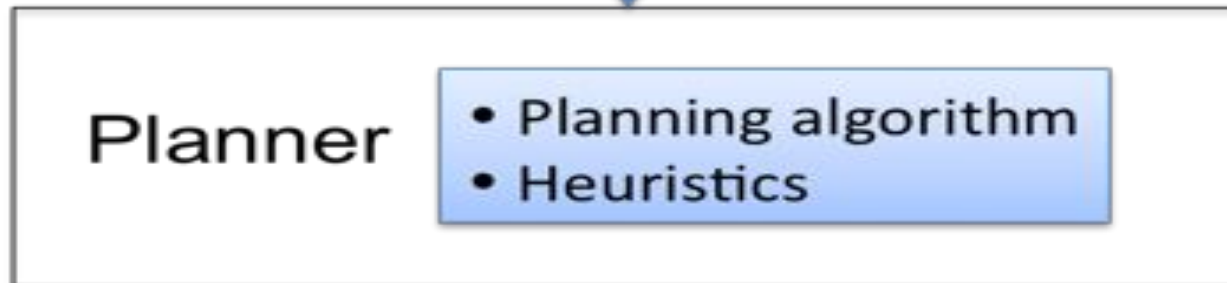 Planner
• Planning algorithm
• Heuristics